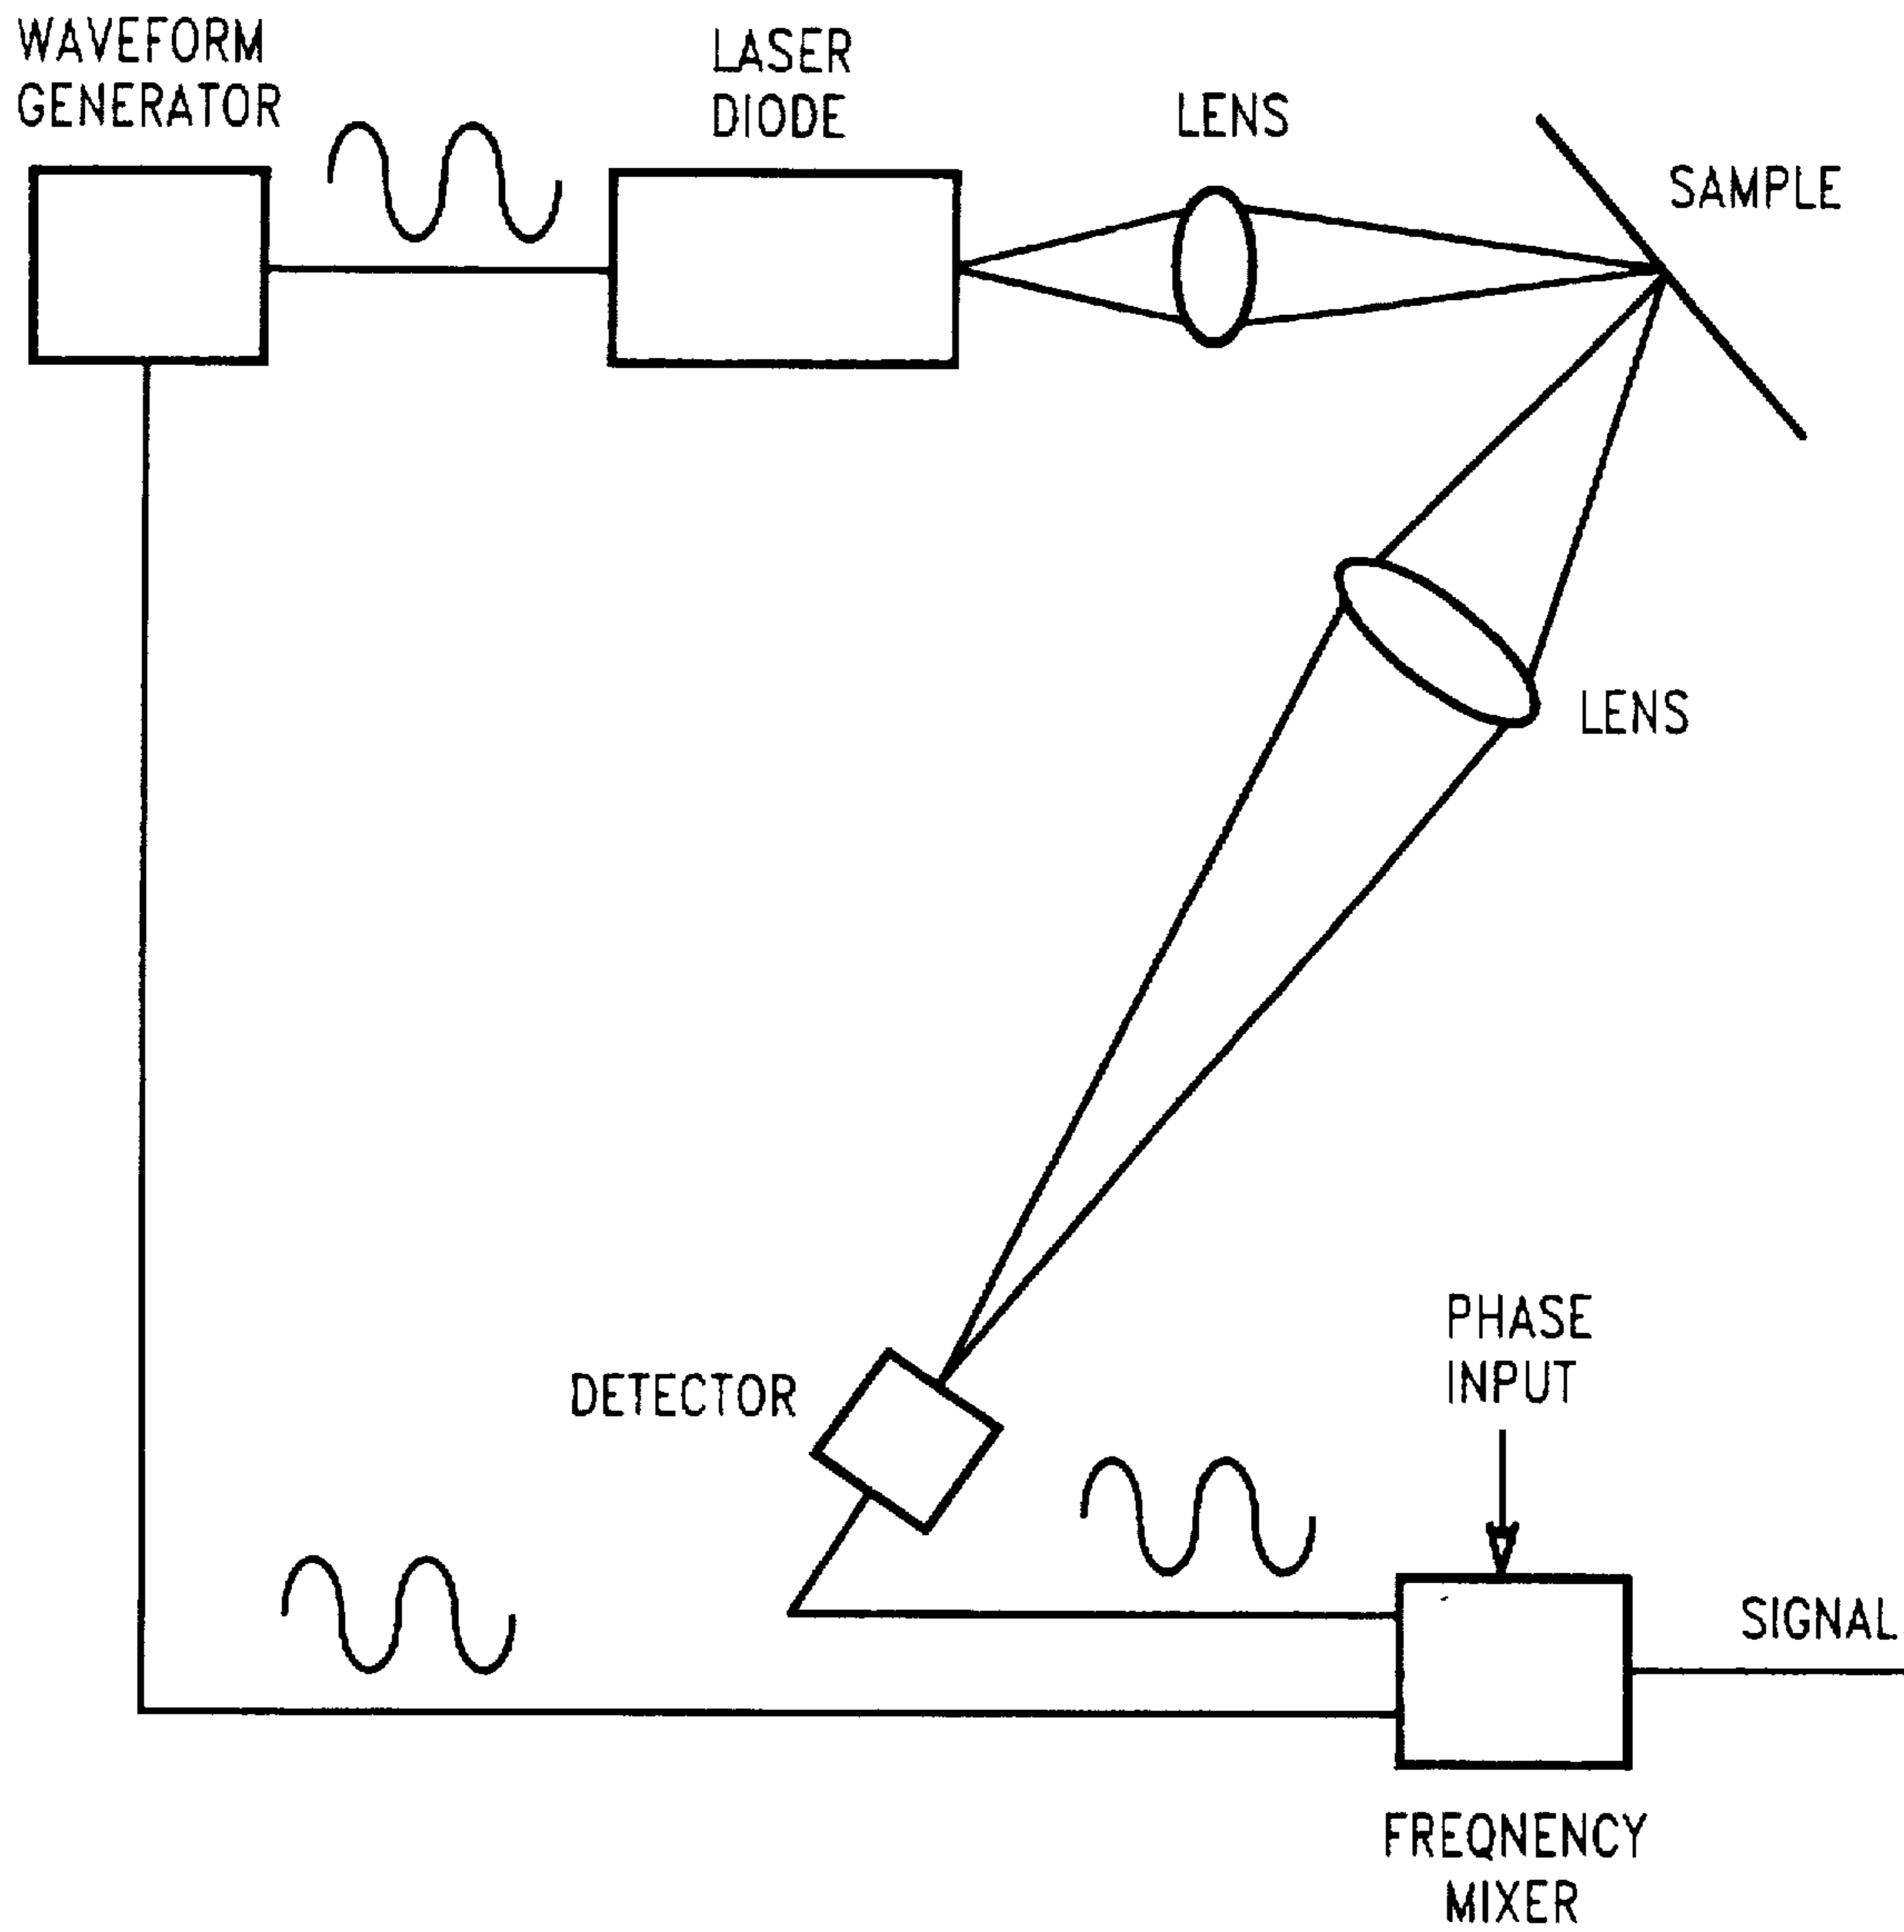 WAVEFORM
GENERATOR
LASER
DIODE
LENS
SAMPLE
LENS
PHASE
INPUT
DETECTOR
SIGNAL
FREQNENCY
MIXER